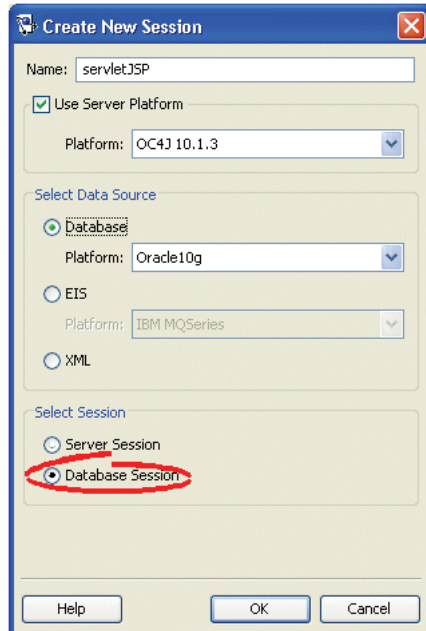 Create New Session
Name: servletJSP
Use Server Platform
Platform: OC4J 10.1.3
Select Data Source
Database
Platform: Oracle10g
EIS
Platform: IBM MQSeries
XML
Select Session
Server Session
Database Session
Help OK Cancel